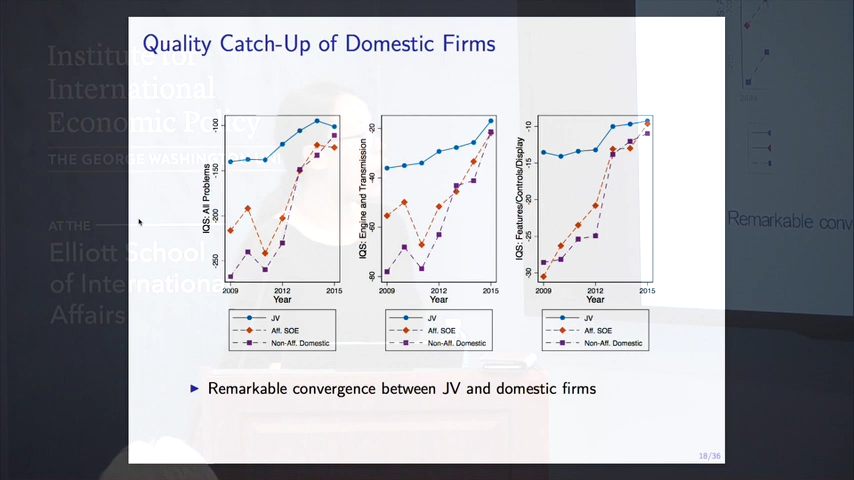 Quality Catch-Up of Domestic Firms
Institute for
International
Economic Policy
THE GEORGE WASHINGTON
AT THE
Elliott School
of International
Affairs
IQS: All Problems
-100
-150
-200
-250
2009 2012 2015
Year
JV
Aff. SOE
Non-Aff. Domestic
IQS: Engine and Transmission
-20
-40
-60
-80
2009 2012 2015
Year
JV
Aff. SOE
Non-Aff. Domestic
IQS: Features/Controls/Display
-10
-15
-20
-25
-30
2009 2012 2015
Year
JV
Aff. SOE
Non-Aff. Domestic
Remarkable convergence between JV and domestic firms
18/36
Remarkable conv